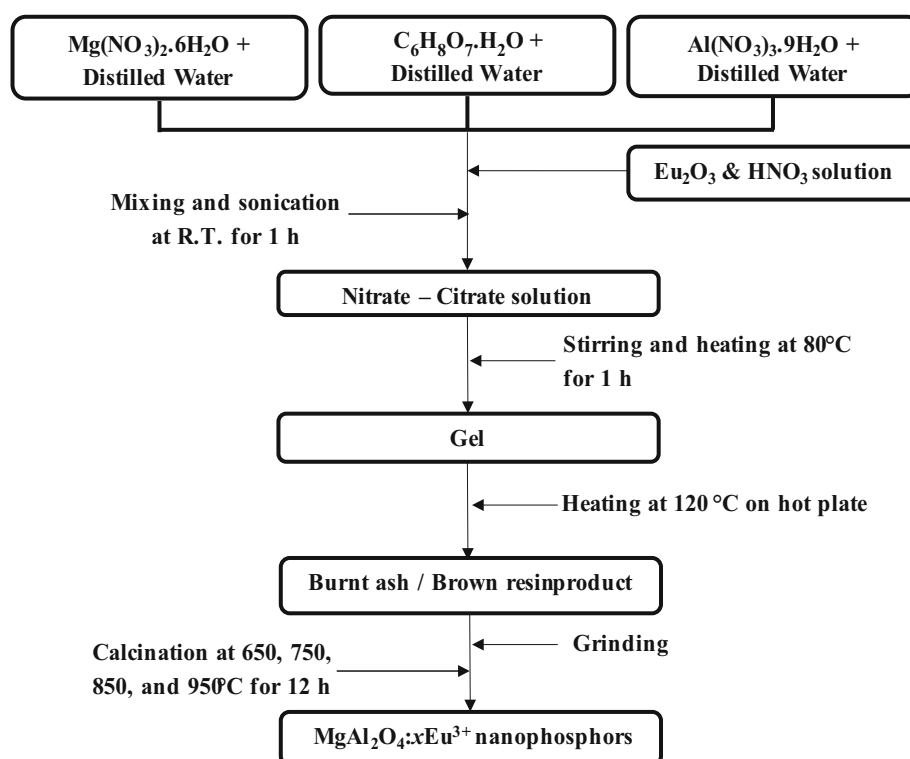 Mg(NO₃)₂.6H₂O +
Distilled Water
C₆H₈O₇.H₂O +
Distilled Water
Al(NO₃)₃.9H₂O +
Distilled Water
Eu₂O₃ & HNO₃ solution
Mixing and sonication
at R.T. for 1 h
Nitrate – Citrate solution
Stirring and heating at 80°C
for 1 h
Gel
Heating at 120 °C on hot plate
Burnt ash / Brown resinproduct
Grinding
Calcination at 650, 750,
850, and 950°C for 12 h
MgAl₂O₄:xEu³⁺ nanophosphors